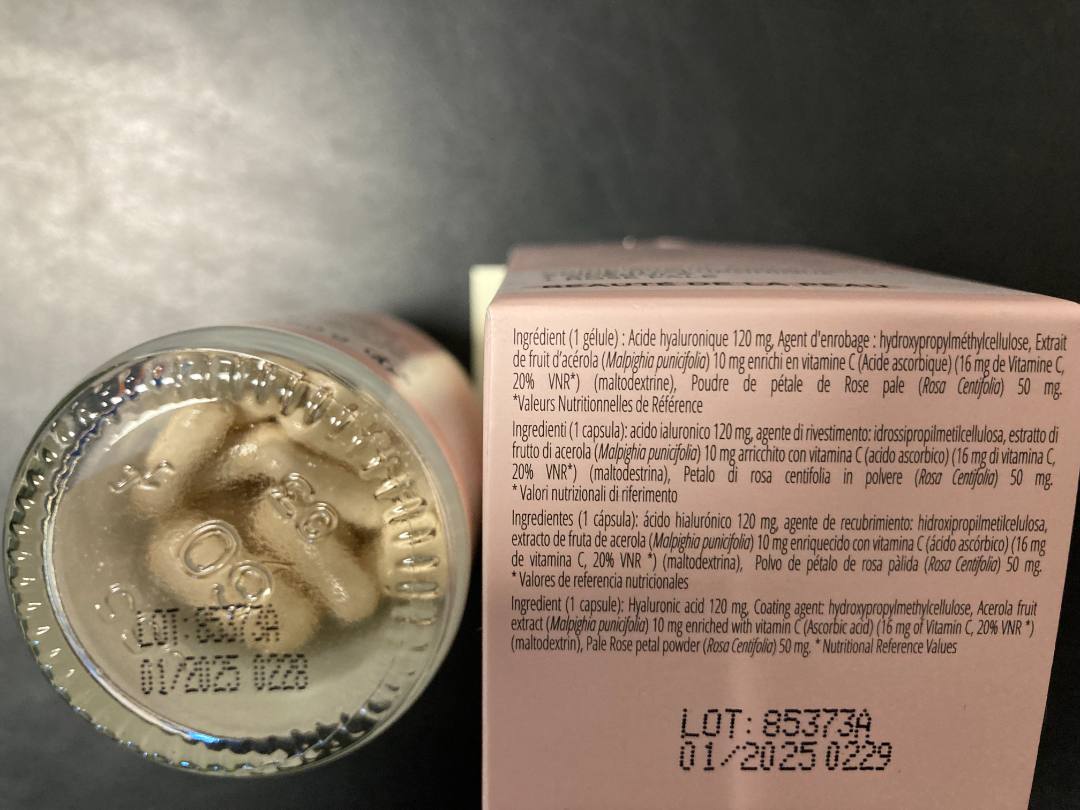 BEAUTÉ DE LA PEAU
Ingrédient (1 gélule) : Acide hyaluronique 120 mg, Agent d'enrobage : hydroxypropylméthylcellulose, Extrait
de fruit d'acérola (Malpighia punicifolia) 10 mg enrichi en vitamine C (Acide ascorbique) (16 mg de Vitamine C,
20% VNR*) (maltodextrine), Poudre de pétale de Rose pale (Rosa Centifolia) 50 mg.
*Valeurs Nutritionnelles de Référence
Ingredienti (1 capsula): acido ialuronico 120 mg, agente di rivestimento: idrossipropilmetilcellulosa, estratto di
frutto di acerola (Malpighia punicifolia) 10 mg arricchito con vitamina C (acido ascorbico) (16 mg di vitamina C,
20% VNR*) (maltodestrina), Petalo di rosa centifolia in polvere (Rosa Centifolia) 50 mg.
* Valori nutrizionali di riferimento
Ingredientes (1 cápsula): ácido hialurónico 120 mg, agente de recubrimiento: hidroxipropilmetilcelulosa,
extracto de fruta de acerola (Malpighia punicifolia) 10 mg enriquecido con vitamina C (ácido ascórbico) (16 mg
de vitamina C, 20% VNR *) (maltodextrina), Polvo de pétalo de rosa pàlida (Rosa Centifolia) 50 mg.
* Valores de referencia nutricionales
Ingredient (1 capsule): Hyaluronic acid 120 mg, Coating agent: hydroxypropylmethylcellulose, Acerola fruit
extract (Malpighia punicifolia) 10 mg enriched with vitamin C (Ascorbic acid) (16 mg of Vitamin C, 20% VNR *)
(maltodextrin), Pale Rose petal powder (Rosa Centifolia) 50 mg. * Nutritional Reference Values
LOT: 85373A
01/2025 0229
LOT: 85373A
01/2025 0228